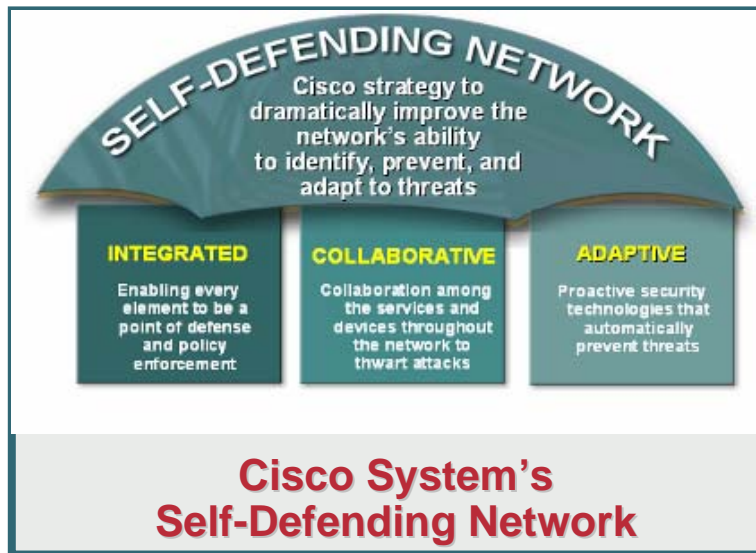 SELF-DEFENDING NETWORK
Cisco strategy to
dramatically improve the
network's ability
to identify, prevent, and
adapt to threats
INTEGRATED
Enabling every
element to be a
point of defense
and policy
enforcement
COLLABORATIVE
Collaboration among
the services and
devices throughout
the network to
thwart attacks
ADAPTIVE
Proactive security
technologies that
automatically
prevent threats
Cisco System's
Self-Defending Network